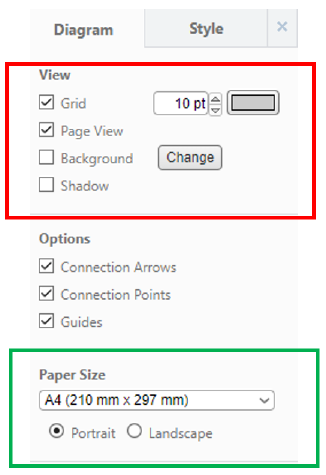 Diagram Style ×
View
Grid 10 pt
Page View
Background Change
Shadow
Options
Connection Arrows
Connection Points
Guides
Paper Size
A4 (210 mm x 297 mm)
Portrait Landscape